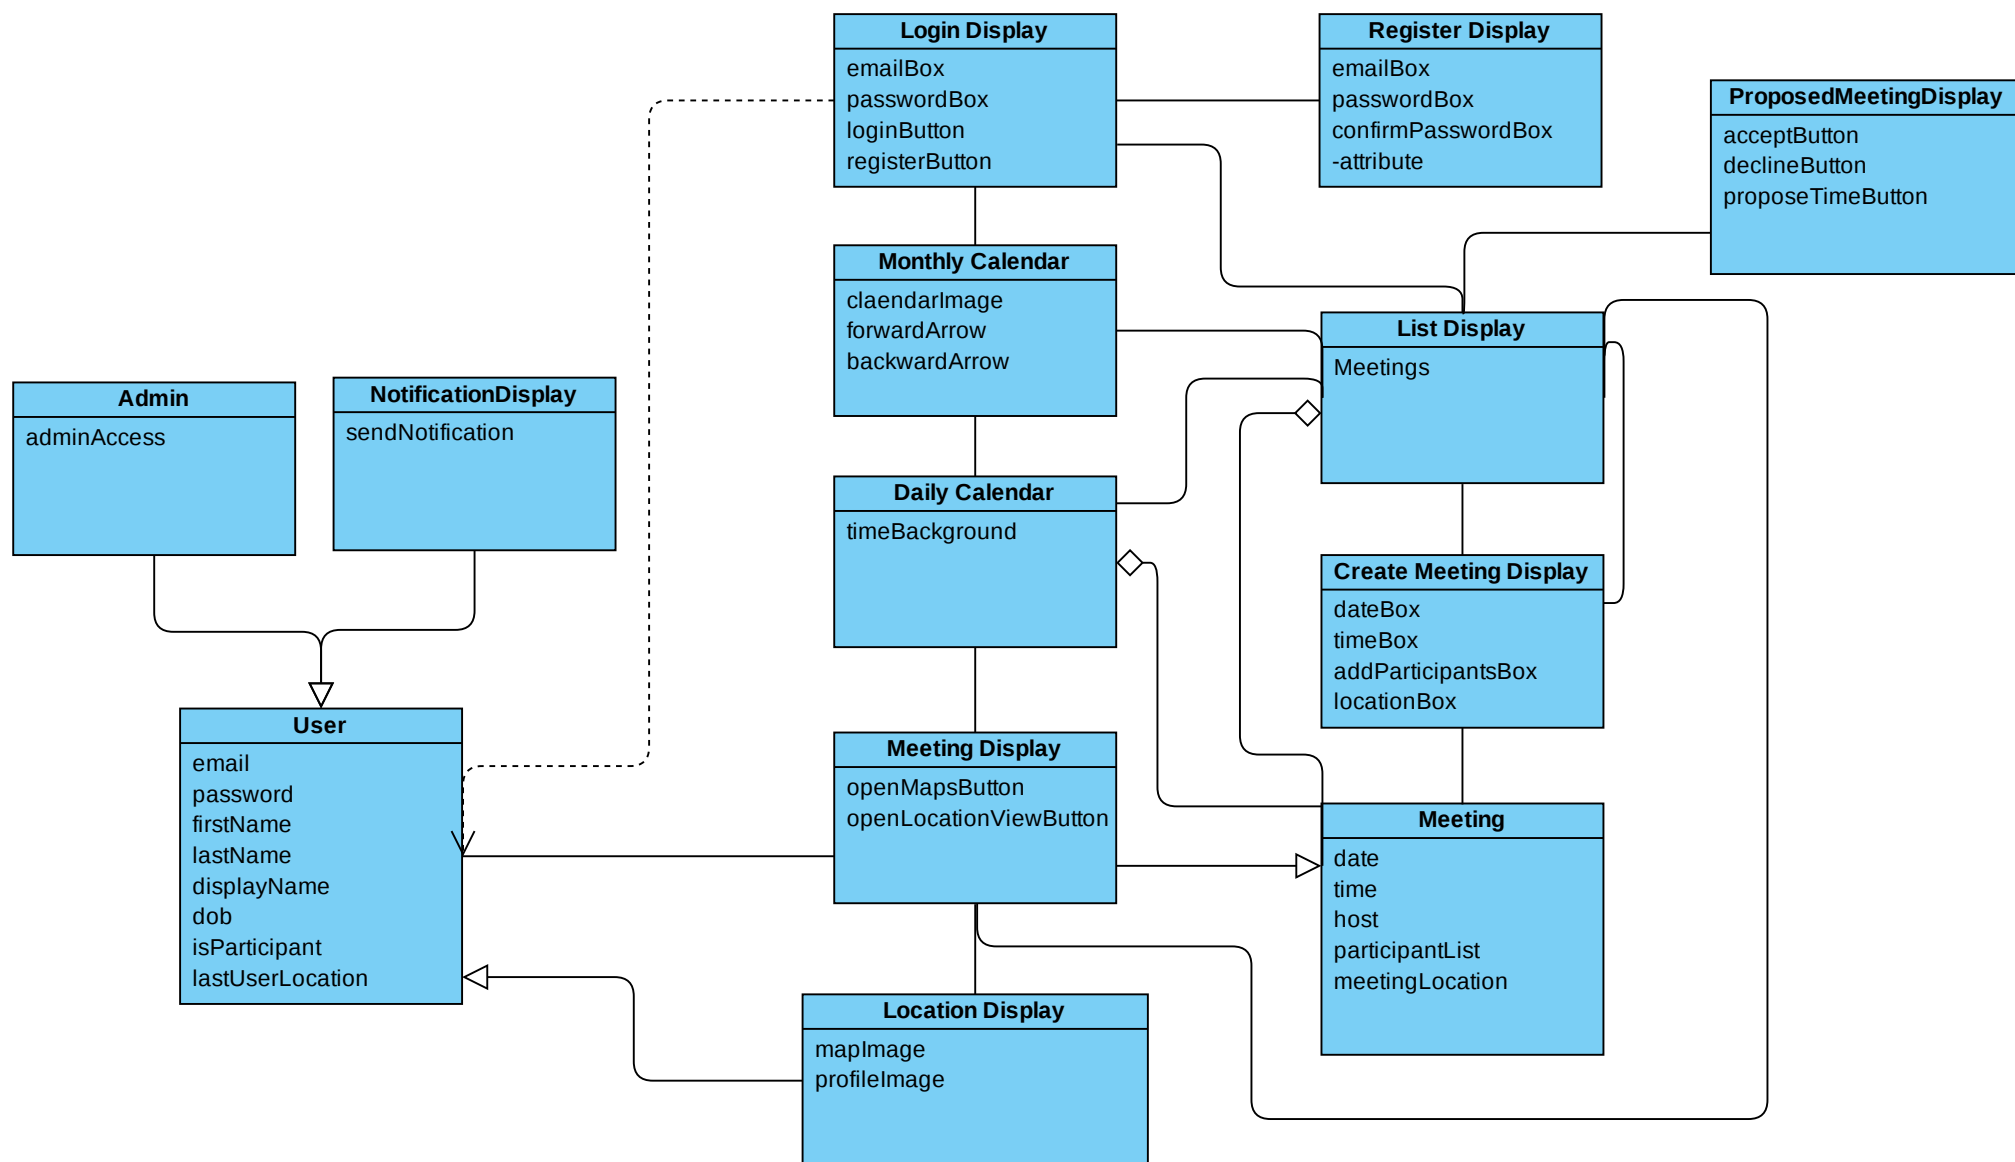 Login Display
emailBox
passwordBox
loginButton
registerButton
Register Display
emailBox
passwordBox
confirmPasswordBox
-attribute
ProposedMeetingDisplay
acceptButton
declineButton
proposeTimeButton
Monthly Calendar
claendarImage
forwardArrow
backwardArrow
List Display
Meetings
Admin
adminAccess
NotificationDisplay
sendNotification
Daily Calendar
timeBackground
Create Meeting Display
dateBox
timeBox
addParticipantsBox
locationBox
User
email
password
firstName
lastName
displayName
dob
isParticipant
lastUserLocation
Meeting Display
openMapsButton
openLocationViewButton
Meeting
date
time
host
participantList
meetingLocation
Location Display
mapImage
profileImage